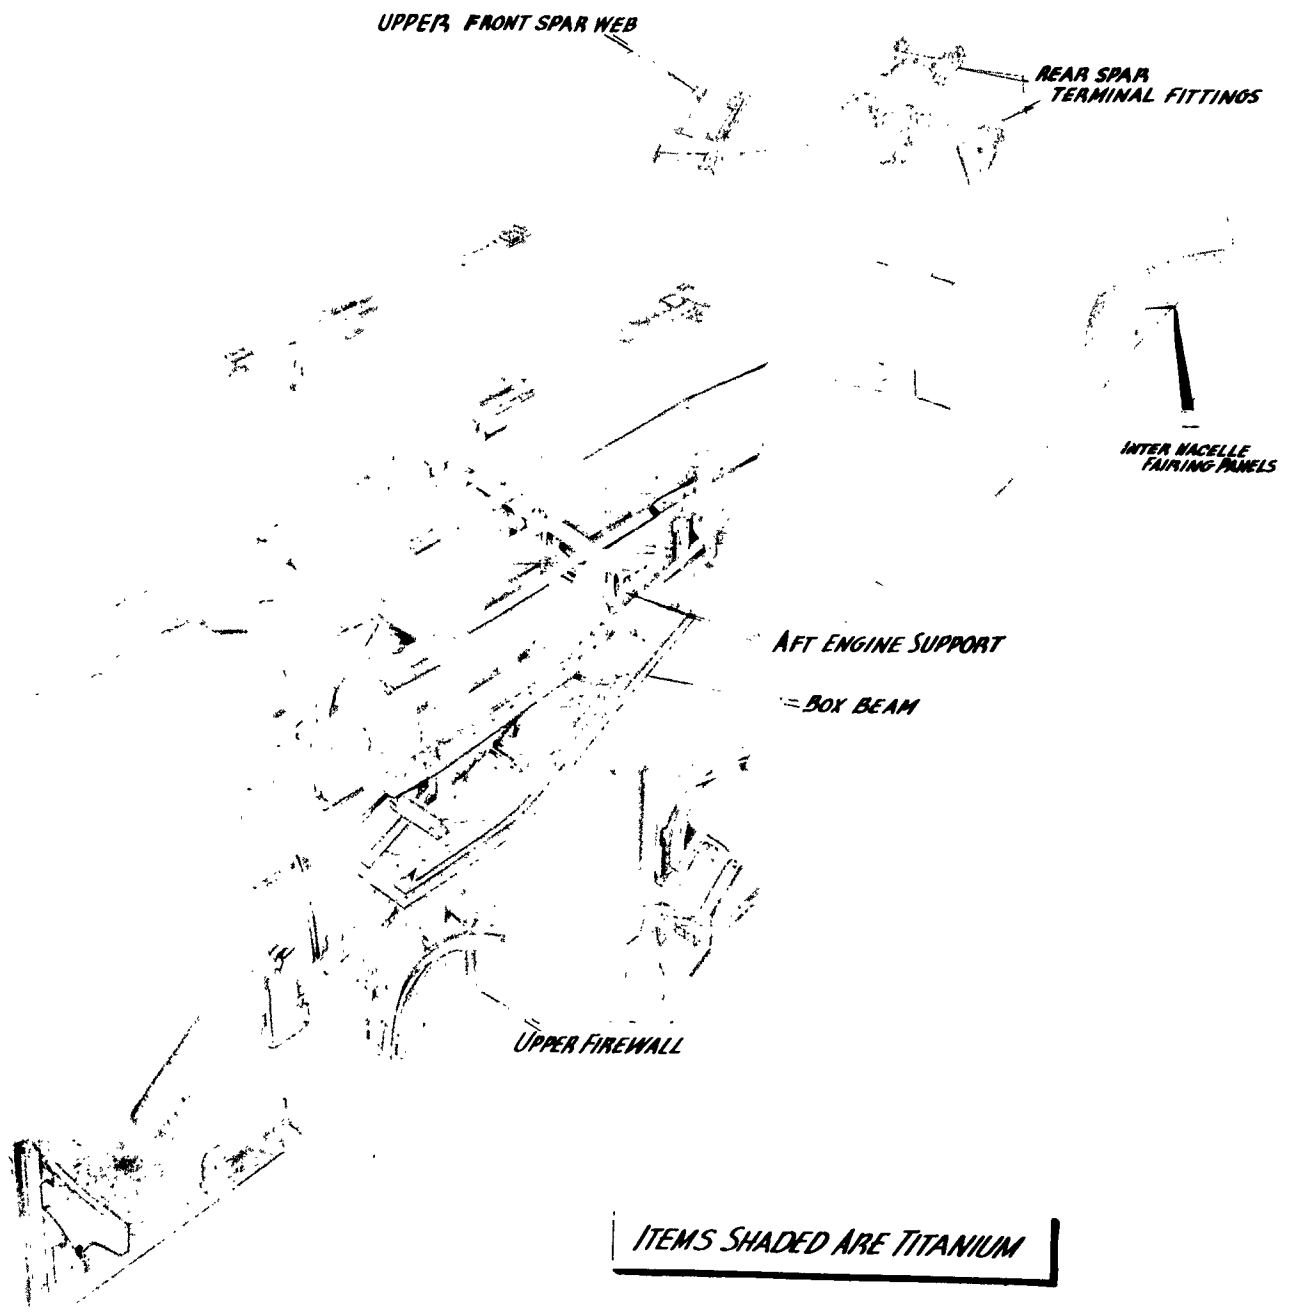 UPPER FRONT SPAR WEB
REAR SPAR
TERMINAL FITTINGS
INTER NACELLE
FAIRING PANELS
AFT ENGINE SUPPORT
BOX BEAM
UPPER FIREWALL
ITEMS SHADED ARE TITANIUM